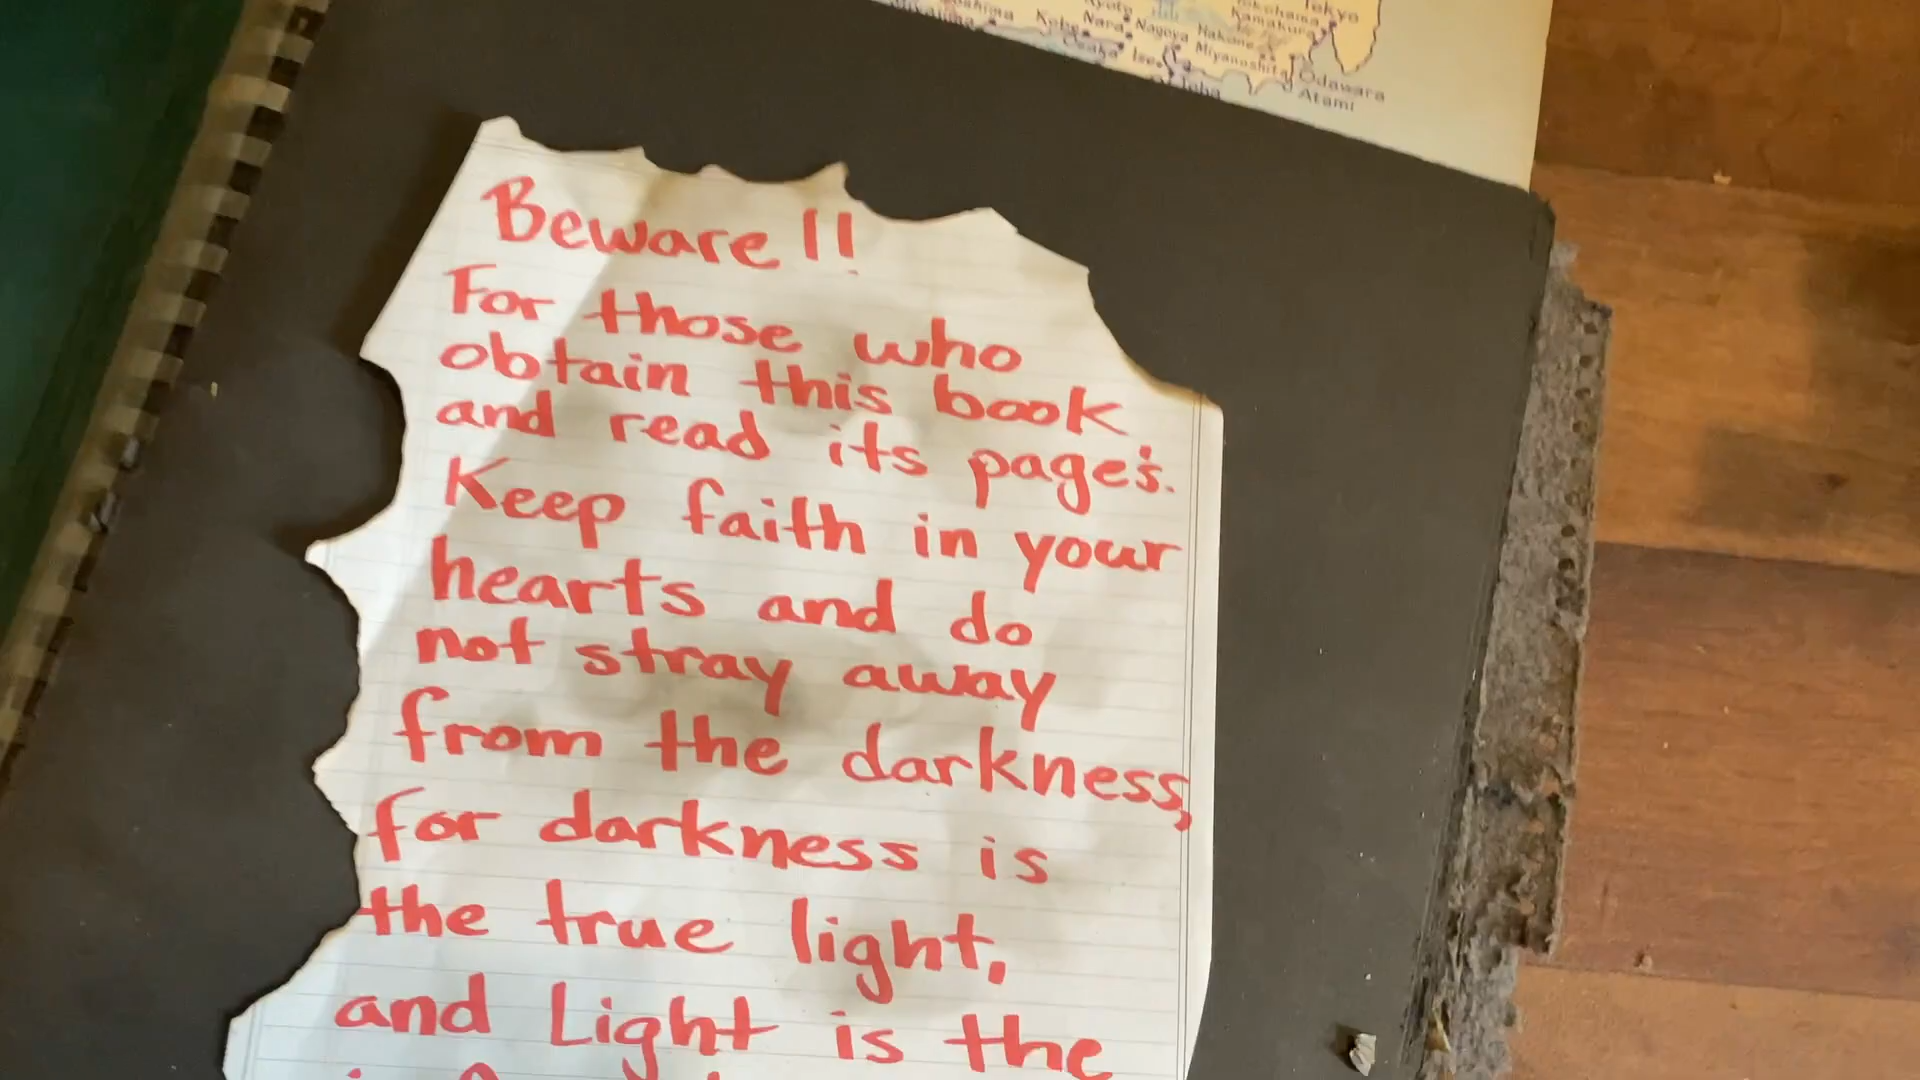 Kyoto
Yokohama
Tokyo
Kobe
Nara
Nagoya
Hakone
Kamakura
Osaka
Ise
Miyanoshita
Odawara
Toba
Atami
Beware!!
For those who
obtain this book
and read its pages.
Keep faith in your
hearts and do
not stray away
from the darkness,
for darkness is
the true light,
and Light is the